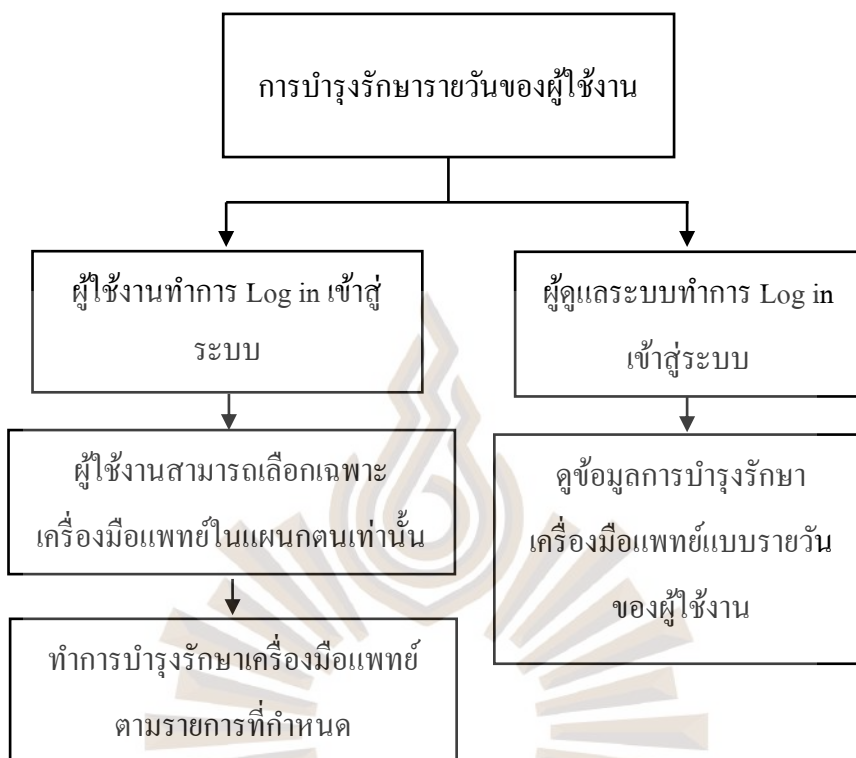 การบำรุงรักษารายวันของผู้ใช้งาน
ผู้ใช้งานทำการ Log in เข้าสู่
ระบบ
ผู้ใช้งานสามารถเลือกเฉพาะ
เครื่องมือแพทย์ในแผนกตนเท่านั้น
ทำการบำรุงรักษาเครื่องมือแพทย์
ตามรายการที่กำหนด
ผู้ดูแลระบบทำการ Log in
เข้าสู่ระบบ
ดูข้อมูลการบำรุงรักษา
เครื่องมือแพทย์แบบรายวัน
ของผู้ใช้งาน